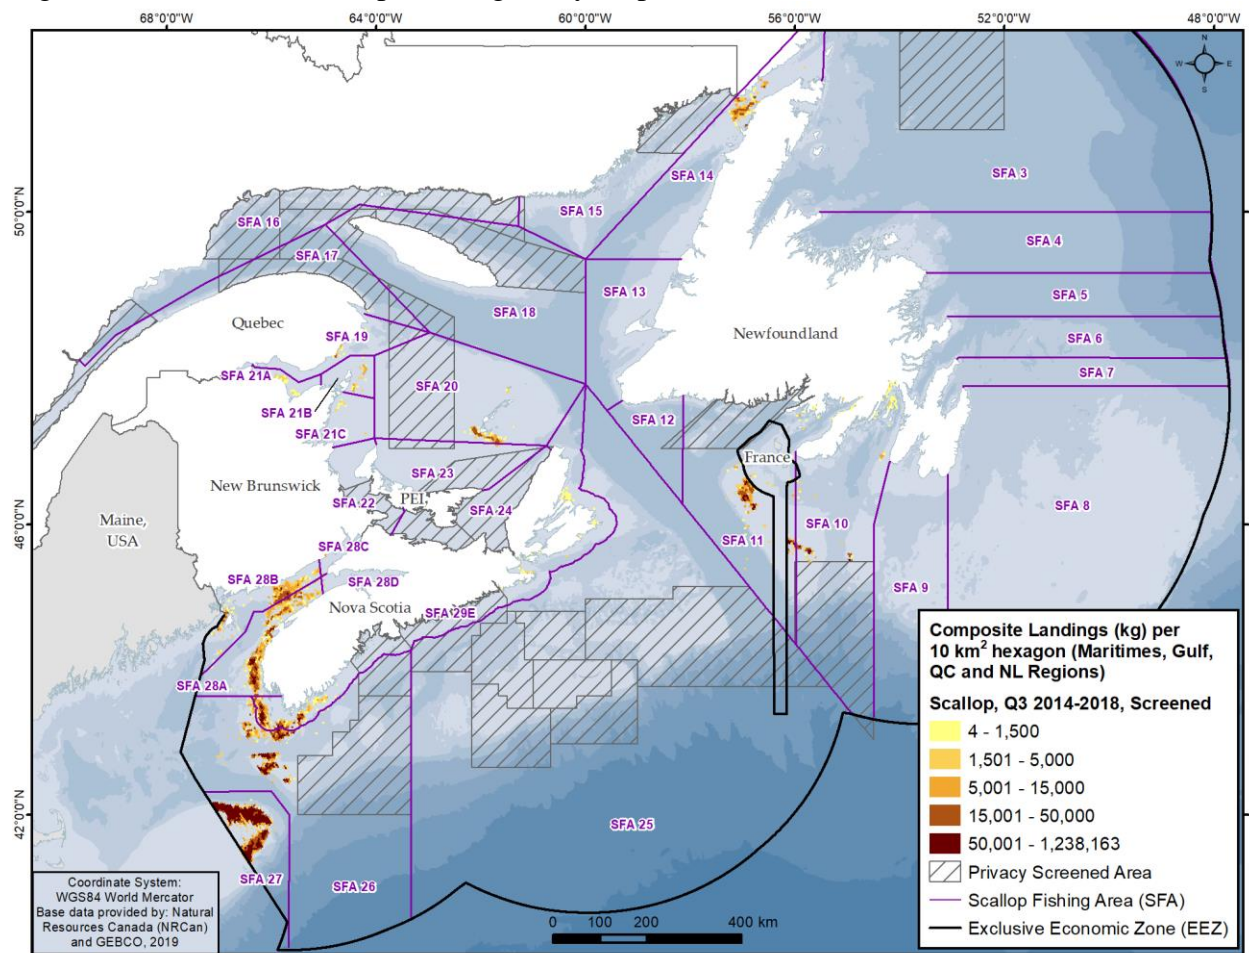 68°0'0"W
64°0'0"W
60°0'0"W
56°0'0"W
52°0'0"W
48°0'0"W
N
W
E
S
50°0'0"N
46°0'0"N
42°0'0"N
50°0'0"N
46°0'0"N
42°0'0"N
SFA 3
SFA 14
SFA 15
SFA 16
SFA 4
SFA 17
SFA 13
SFA 5
SFA 18
Quebec
Newfoundland
SFA 19
SFA 6
SFA 21A
SFA 7
SFA 20
SFA 21B
SFA 12
SFA 21C
France
SFA 23
New Brunswick
PEI
SFA 22
SFA 24
SFA 8
Maine,
USA
SFA 10
SFA 11
SFA 28C
SFA 9
SFA 28B
SFA 28D
Nova Scotia
SFA 29E
SFA 28A
SFA 25
SFA 27
SFA 26
Composite Landings (kg) per
10 km² hexagon (Maritimes, Gulf,
QC and NL Regions)
Scallop, Q3 2014-2018, Screened
4 - 1,500
1,501 - 5,000
5,001 - 15,000
15,001 - 50,000
50,001 - 1,238,163
Privacy Screened Area
Scallop Fishing Area (SFA)
Exclusive Economic Zone (EEZ)
Coordinate System:
WGS84 World Mercator
Base data provided by: Natural
Resources Canada (NRCan)
and GEBCO, 2019
0 100 200 400 km